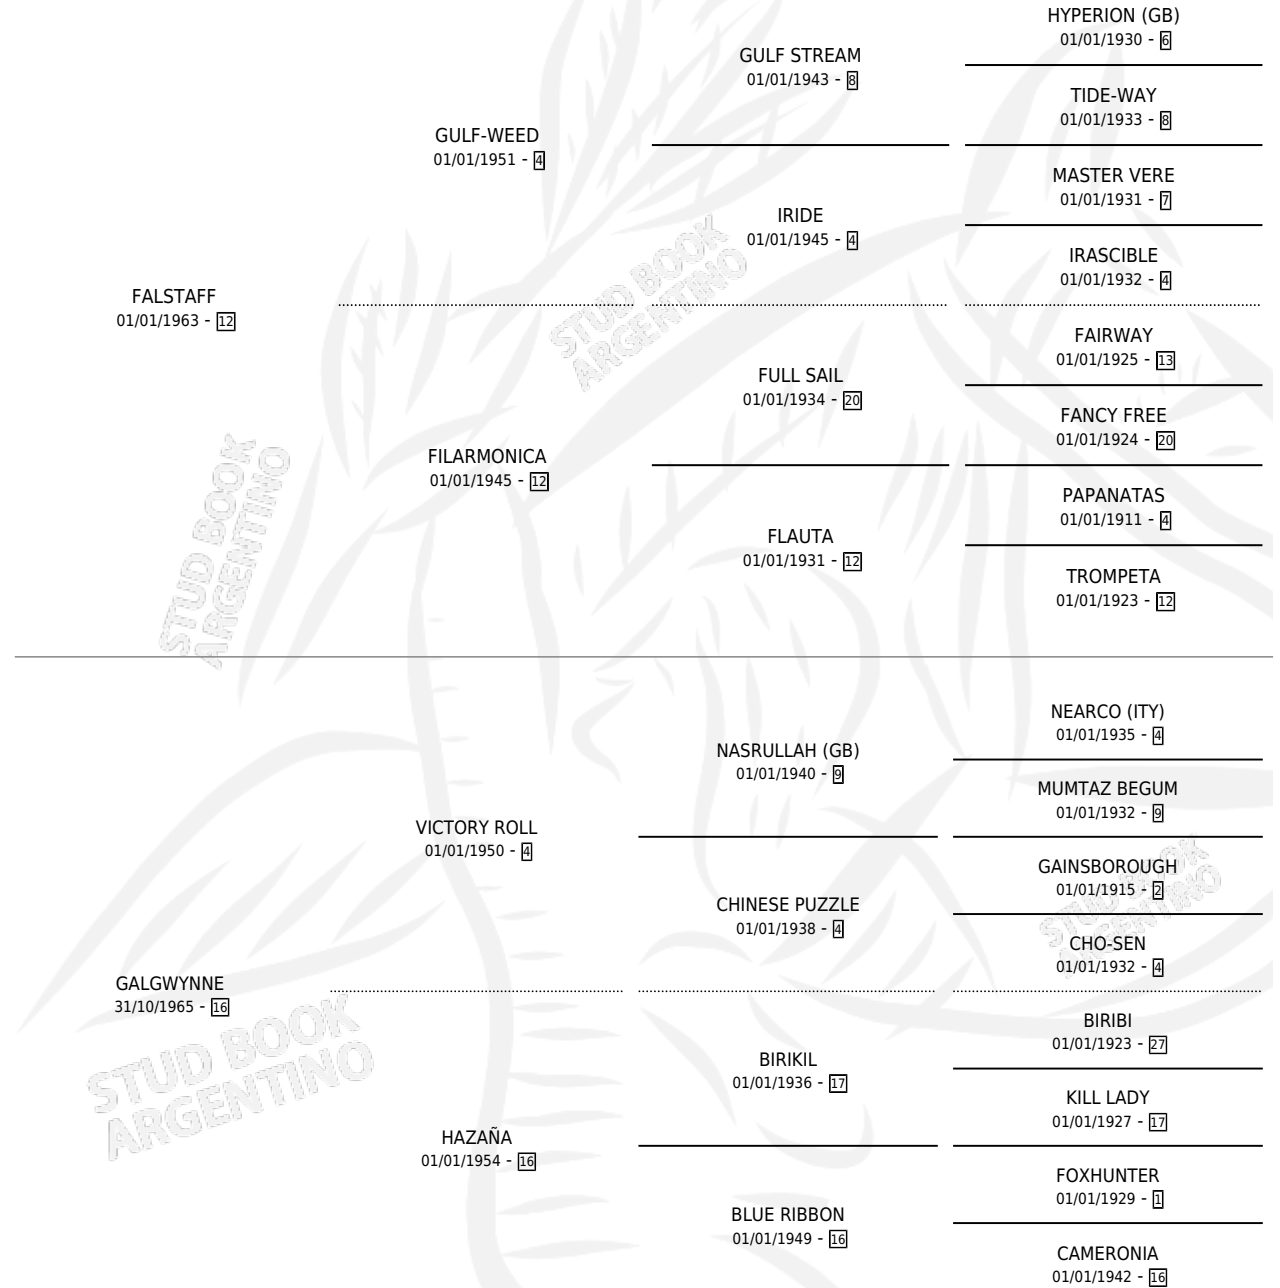 HYPERION (GB)
01/01/1930 - 6
GULF STREAM
01/01/1943 - 8
TIDE-WAY
01/01/1933 - 8
GULF-WEED
01/01/1951 - 4
MASTER VERE
01/01/1931 - 7
IRIDE
01/01/1945 - 4
IRASCIBLE
01/01/1932 - 4
FALSTAFF
01/01/1963 - 12
FAIRWAY
01/01/1925 - 13
FULL SAIL
01/01/1934 - 20
FANCY FREE
01/01/1924 - 20
FILARMONICA
01/01/1945 - 12
PAPANATAS
01/01/1911 - 4
FLAUTA
01/01/1931 - 12
TROMPETA
01/01/1923 - 12
STUD BOOK
ARGENTINO
STUD BOOK
ARGENTINO
NEARCO (ITY)
01/01/1935 - 4
NASRULLAH (GB)
01/01/1940 - 9
MUMTAZ BEGUM
01/01/1932 - 9
VICTORY ROLL
01/01/1950 - 4
GAINSBOROUGH
01/01/1915 - 2
CHINESE PUZZLE
01/01/1938 - 4
CHO-SEN
01/01/1932 - 4
GALGWYNNE
31/10/1965 - 16
BIRIBI
01/01/1923 - 27
BIRIKIL
01/01/1936 - 17
KILL LADY
01/01/1927 - 17
HAZAÑA
01/01/1954 - 16
FOXHUNTER
01/01/1929 - 1
BLUE RIBBON
01/01/1949 - 16
CAMERONIA
01/01/1942 - 16
STUD BOOK
ARGENTINO
STUD BOOK
ARGENTINO